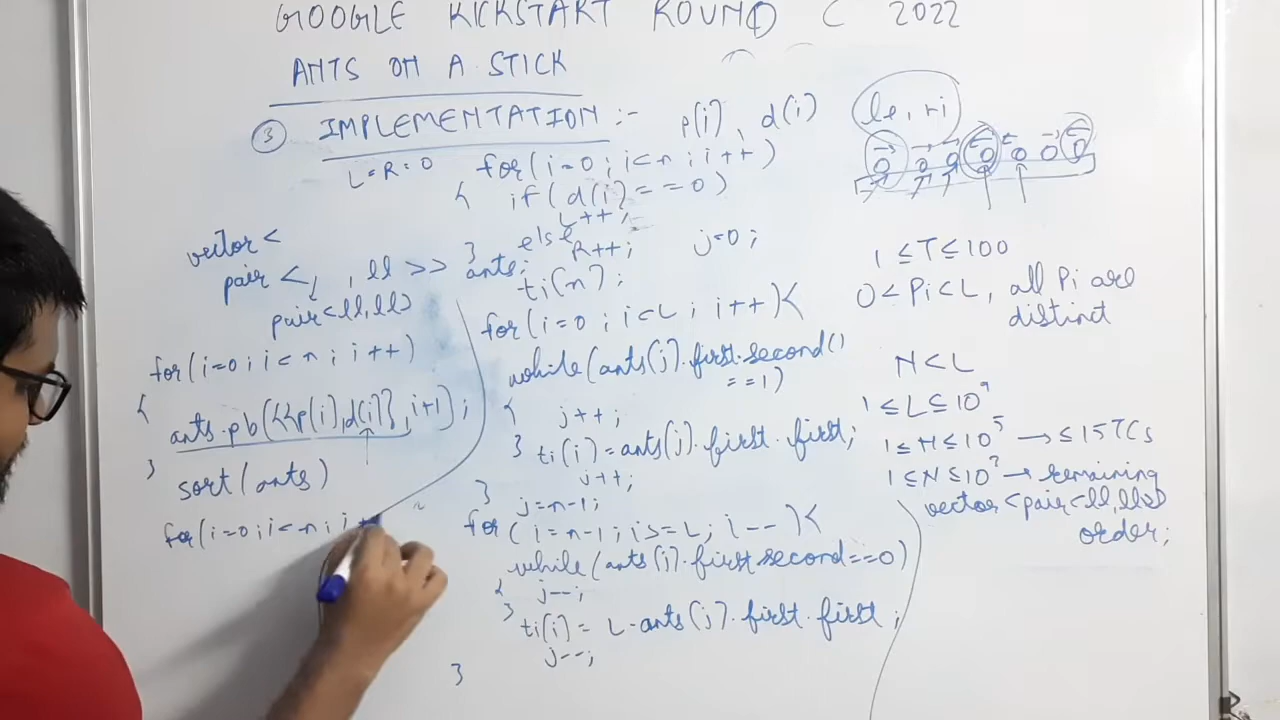 GOOGLE KICKSTART ROUND C 2022
ANTS ON A STICK
③ IMPLEMENTATION :-
L=R=0
vector<
pair < , ll >> ants;
pair<ll,ll>
for(i=0; i<n; i++)
{
ants.pb({{p(i),d(i)},i+1);
}
sort(ants)
for(i=0; i<n; i
p(i), d(i)
for(i=0; i<n; i++)
{ if(d(i)==0)
L++;
else
} R++; j=0;
ti(n);
for(i=0; i<L; i++){
while(ants(j).first.second()
==1)
{ j++;
} ti(i)=ants(j).first.first;
j++;
}
j=n-1;
for(i=n-1; i>=L; i--){
while(ants(j).first.second==0)
{ j--;
} ti(i)= L-ants(j).first.first;
j--;
}
le, ri
1≤T≤100
0<Pi<L, all Pi are
distinct
N<L
1≤L≤10⁹
1≤N≤10⁵ → ≤15TCs
1≤N≤10³ → remaining
vector<pair<ll,ll>>
order;